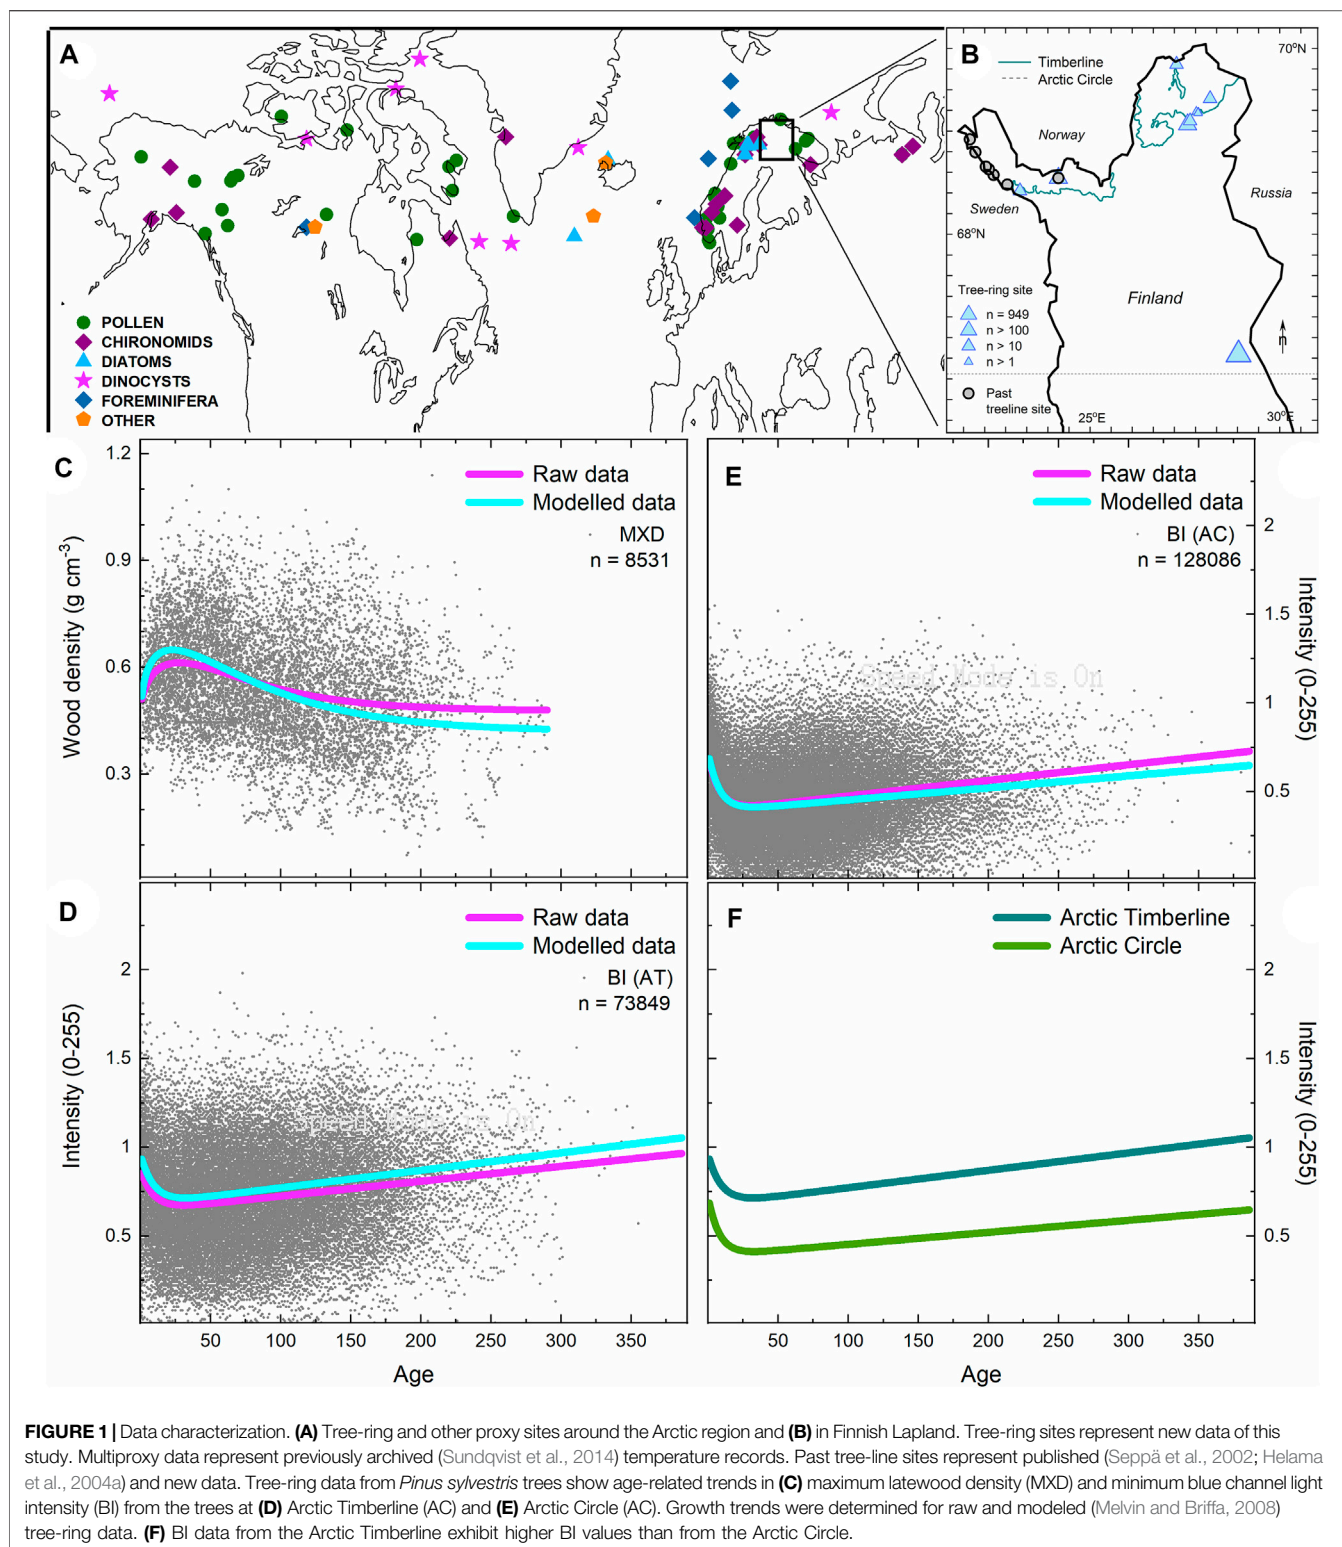 A
POLLEN
CHIRONOMIDS
DIATOMS
DINOCYSTS
FOREMINIFERA
OTHER
B
Timberline
Arctic Circle
70°N
Norway
Russia
Sweden
68°N
Finland
Tree-ring site
n = 949
n > 100
n > 10
n > 1
n
Past
treeline site
25°E
30°E
C
Raw data
Modelled data
MXD
n = 8531
1.2
0.9
0.6
0.3
Wood density (g cm-3)
E
Raw data
Modelled data
BI (AC)
n = 128086
Speed Mode is On
2
1.5
1
0.5
Intensity (0-255)
D
Raw data
Modelled data
BI (AT)
n = 73849
Speed Mode is On
2
1.5
1
0.5
Intensity (0-255)
50 100 150 200 250 300 350
Age
F
Arctic Timberline
Arctic Circle
2
1.5
1
0.5
Intensity (0-255)
50 100 150 200 250 300 350
Age
FIGURE 1 | Data characterization. (A) Tree-ring and other proxy sites around the Arctic region and (B) in Finnish Lapland. Tree-ring sites represent new data of this
study. Multiproxy data represent previously archived (Sundqvist et al., 2014) temperature records. Past tree-line sites represent published (Seppä et al., 2002; Helama
et al., 2004a) and new data. Tree-ring data from Pinus sylvestris trees show age-related trends in (C) maximum latewood density (MXD) and minimum blue channel light
intensity (BI) from the trees at (D) Arctic Timberline (AC) and (E) Arctic Circle (AC). Growth trends were determined for raw and modeled (Melvin and Briffa, 2008)
tree-ring data. (F) BI data from the Arctic Timberline exhibit higher BI values than from the Arctic Circle.